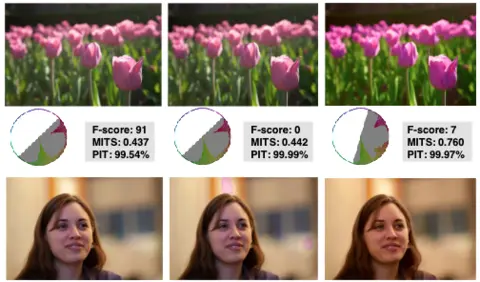 F-score: 91
MITS: 0.437
PIT: 99.54%
F-score: 0
MITS: 0.442
PIT: 99.99%
F-score: 7
MITS: 0.760
PIT: 99.97%